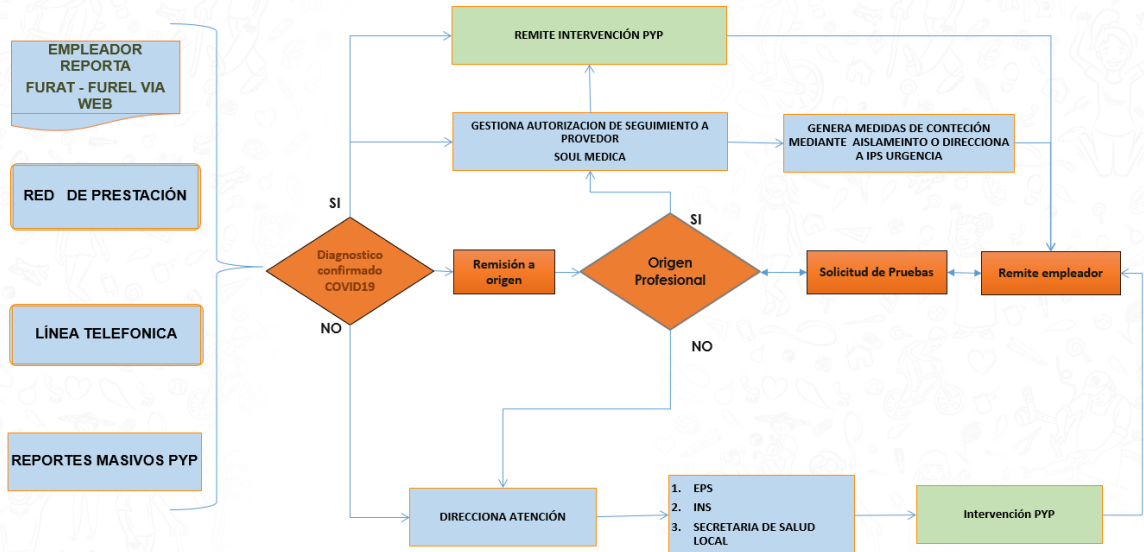 EMPLEADOR
REPORTA
FURAT - FUREL VIA
WEB
RED DE PRESTACIÓN
LÍNEA TELEFONICA
REPORTES MASIVOS PYP
SI
Diagnostico
confirmado
COVID19
NO
REMITE INTERVENCIÓN PYP
GESTIONA AUTORIZACION DE SEGUIMIENTO A
PROVEDOR
SOUL MEDICA
GENERA MEDIDAS DE CONTECIÓN
MEDIANTE AISLAMEINTO O DIRECCIONA
A IPS URGENCIA
Remisión a
origen
SI
Origen
Profesional
NO
Solicitud de Pruebas
Remite empleador
DIRECCIONA ATENCIÓN
1. EPS
2. INS
3. SECRETARIA DE SALUD
LOCAL
Intervención PYP